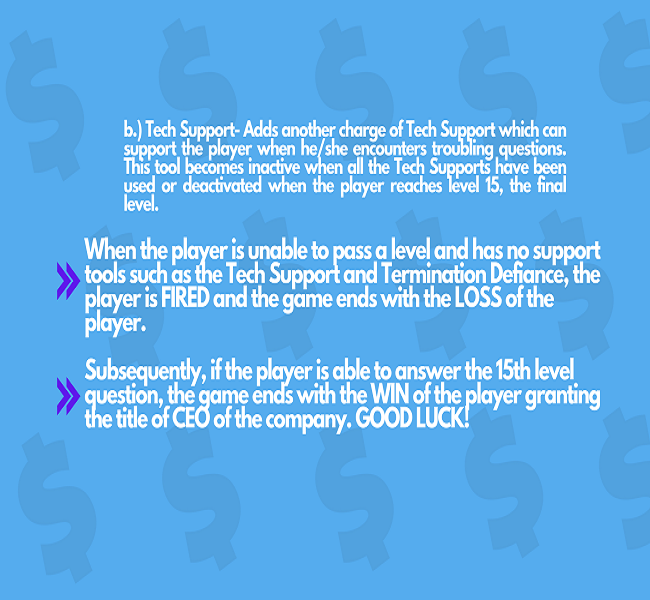 b.) Tech Support- Adds another charge of Tech Support which can
support the player when he/she encounters troubling questions.
This tool becomes inactive when all the Tech Supports have been
used or deactivated when the player reaches level 15, the final
level.
When the player is unable to pass a level and has no support
tools such as the Tech Support and Termination Defiance, the
player is FIRED and the game ends with the LOSS of the
player.
Subsequently, if the player is able to answer the 15th level
question, the game ends with the WIN of the player granting
the title of CEO of the company. GOOD LUCK!